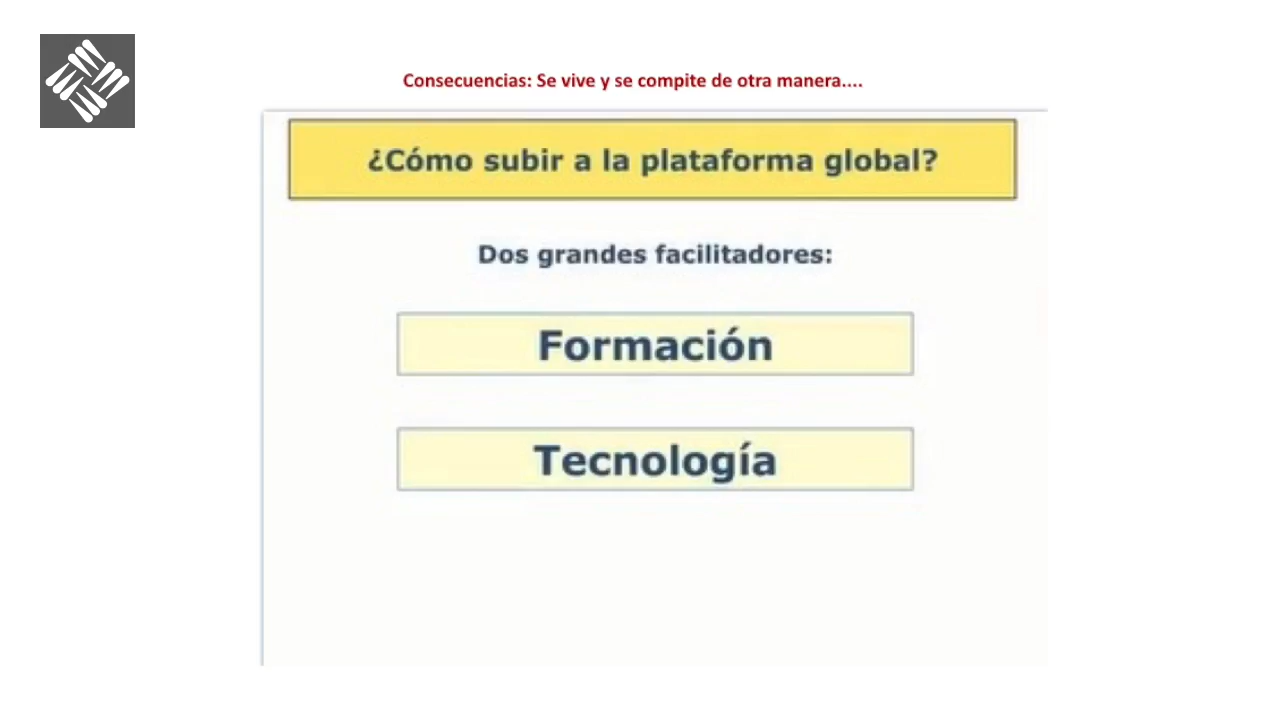 Consecuencias: Se vive y se compite de otra manera....
¿Cómo subir a la plataforma global?
Dos grandes facilitadores:
Formación
Tecnología